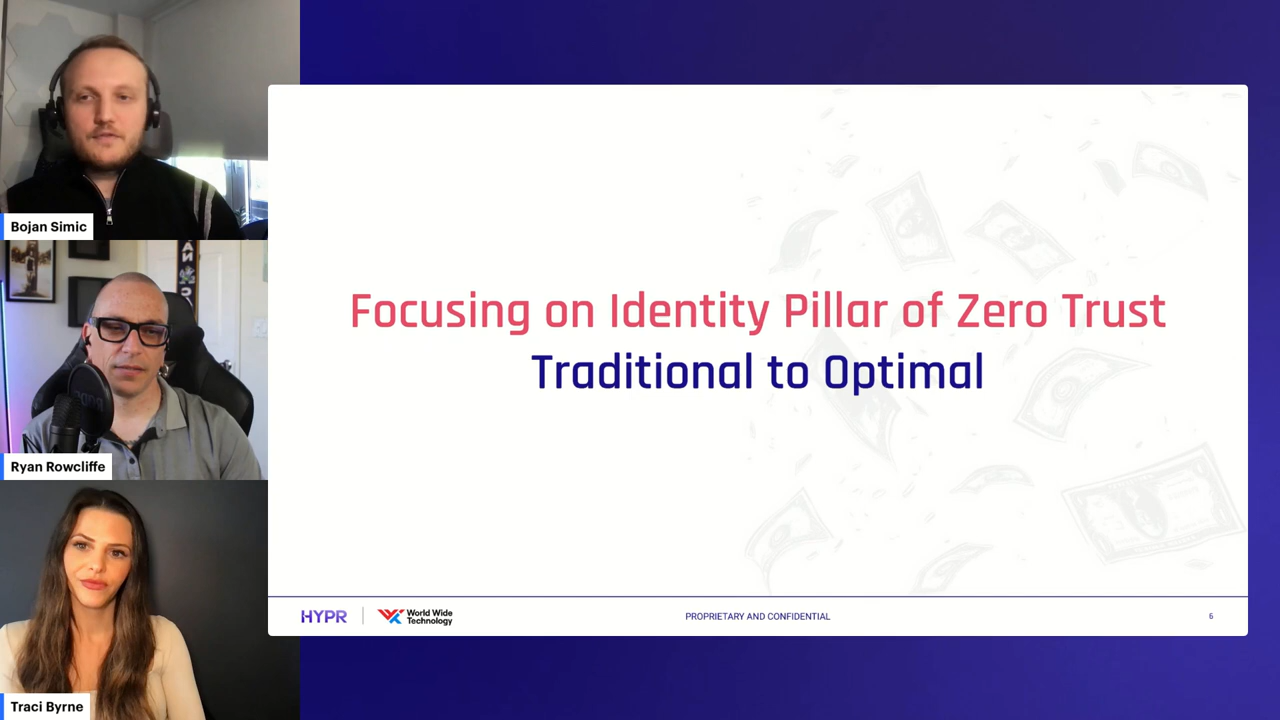 Bojan Simic
Ryan Rowcliffe
Traci Byrne
Focusing on Identity Pillar of Zero Trust
Traditional to Optimal
HYPR
World Wide
Technology
PROPRIETARY AND CONFIDENTIAL
6